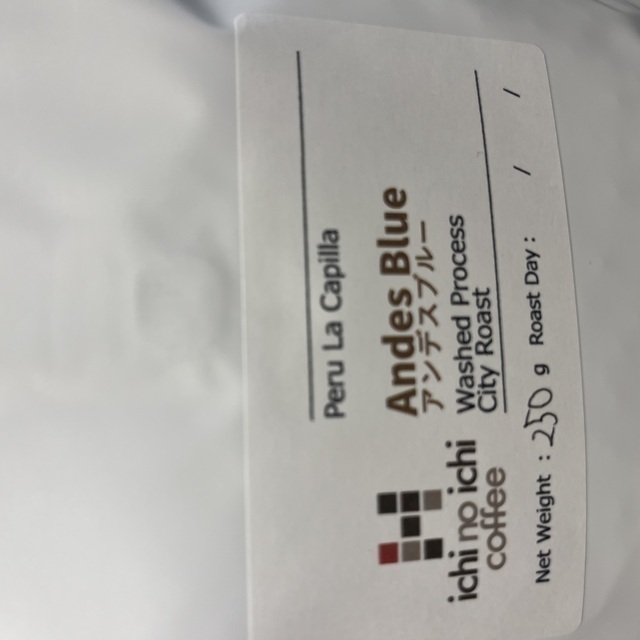 Peru La Capilla
Andes Blue
アンデスブルー
Washed Process
City Roast
ichi no ichi
coffee
Net Weight : 250 g Roast Day : / /